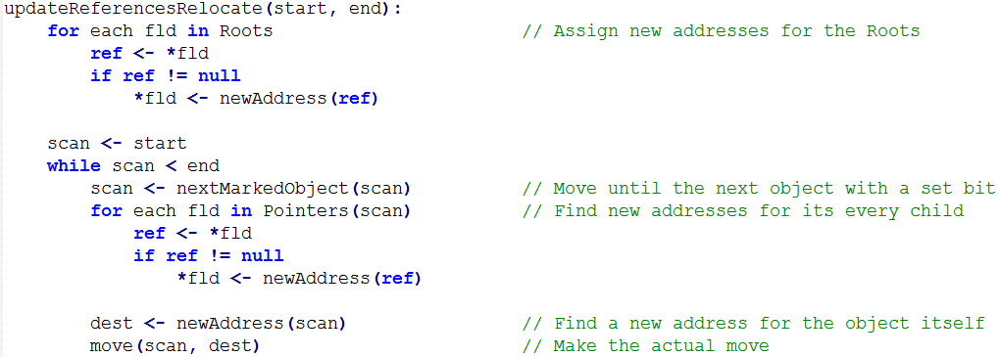 updateReferencesRelocate(start, end):
    for each fld in Roots                       // Assign new addresses for the Roots
        ref <- *fld
        if ref != null
            *fld <- newAddress(ref)

    scan <- start
    while scan < end
        scan <- nextMarkedObject(scan)          // Move until the next object with a set bit
        for each fld in Pointers(scan)          // Find new addresses for its every child
            ref <- *fld
            if ref != null
                *fld <- newAddress(ref)

        dest <- newAddress(scan)                // Find a new address for the object itself
        move(scan, dest)                        // Make the actual move